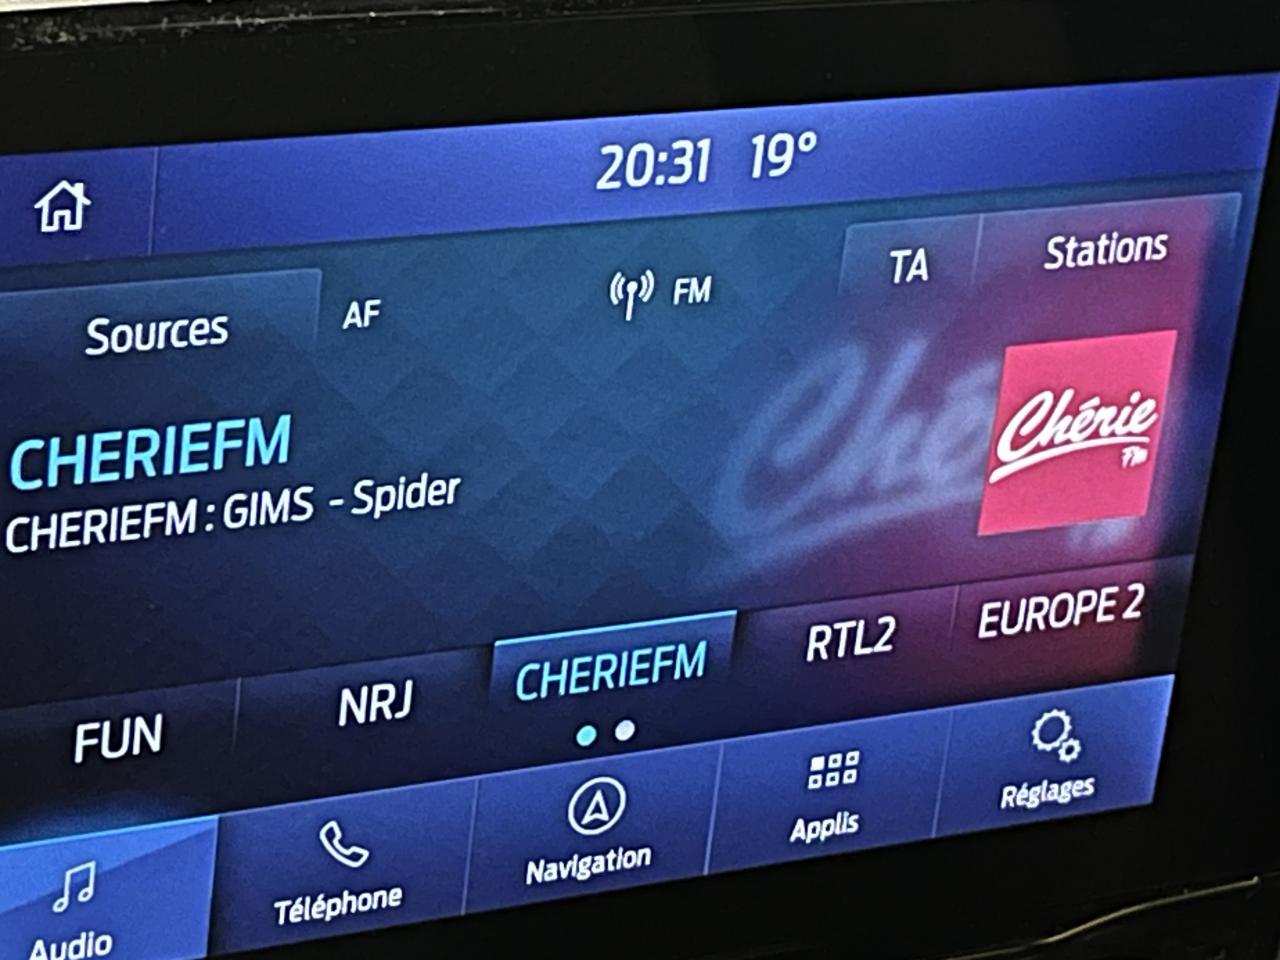 20:31 19°
Sources AF FM TA Stations
CHERIEFM
CHERIEFM : GIMS - Spider
Chérie
FM
FUN NRJ CHERIEFM RTL2 EUROPE 2
Audio Téléphone Navigation Applis Réglages